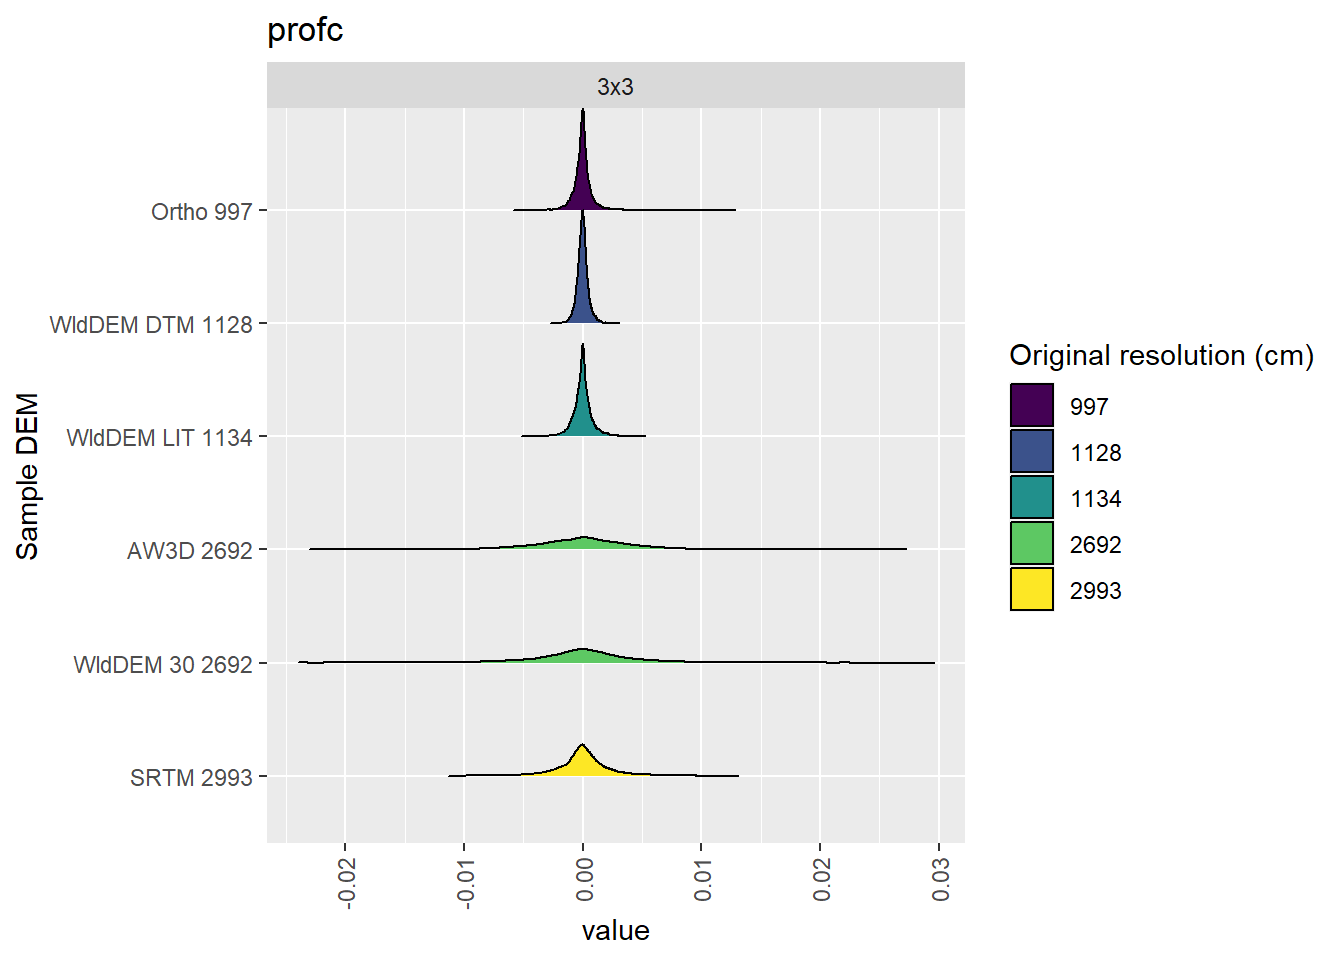 profc
3x3
Ortho 997
WldDEM DTM 1128
WldDEM LIT 1134
AW3D 2692
WldDEM 30 2692
SRTM 2993
Sample DEM
-0.02
-0.01
0.00
0.01
0.02
0.03
value
Original resolution (cm)
997
1128
1134
2692
2993